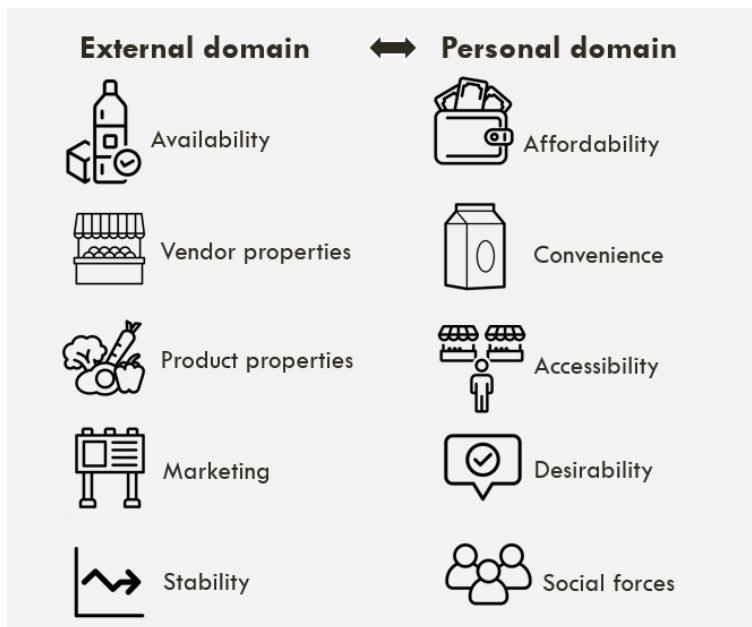 External domain
Personal domain
Availability
Affordability
Vendor properties
Convenience
Product properties
Accessibility
Marketing
Desirability
Stability
Social forces